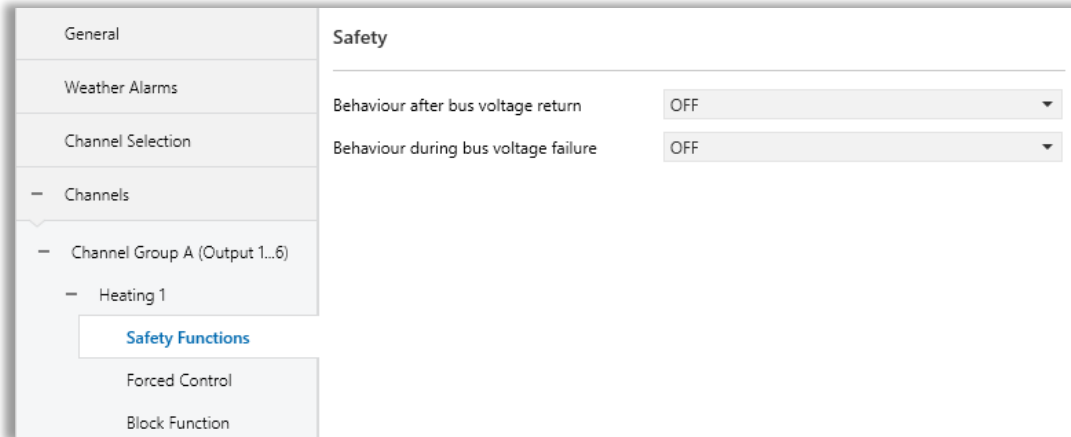 General
Weather Alarms
Channel Selection
− Channels
− Channel Group A (Output 1...6)
− Heating 1
Safety Functions
Forced Control
Block Function
Safety
Behaviour after bus voltage return OFF
Behaviour during bus voltage failure OFF